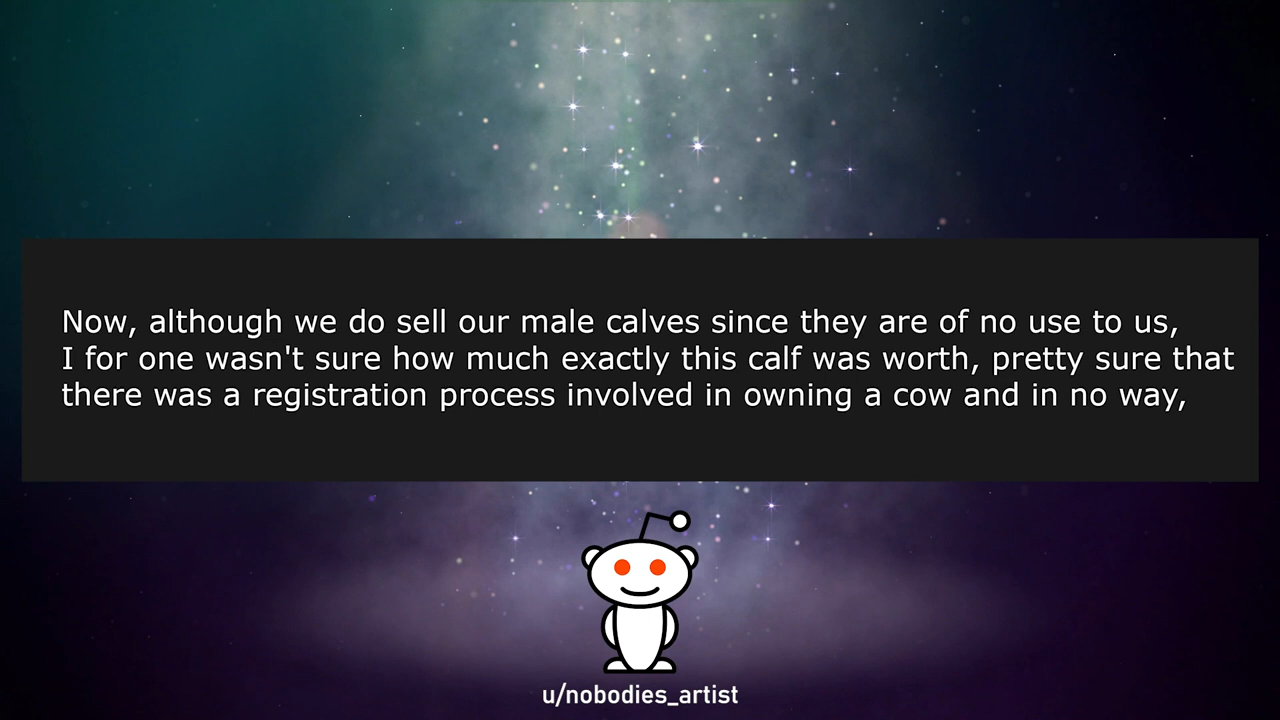 Now, although we do sell our male calves since they are of no use to us,
I for one wasn't sure how much exactly this calf was worth, pretty sure that
there was a registration process involved in owning a cow and in no way,
u/nobodies_artist